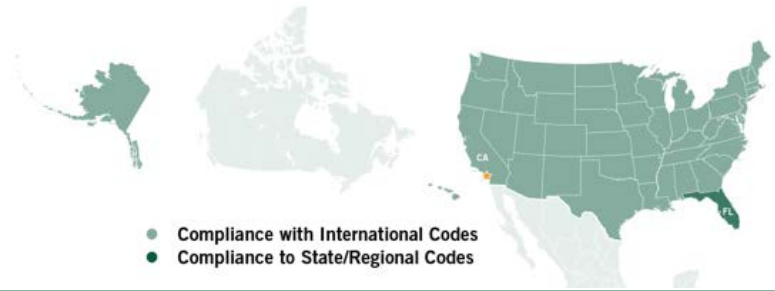 CA
FL
Compliance with International Codes
Compliance to State/Regional Codes